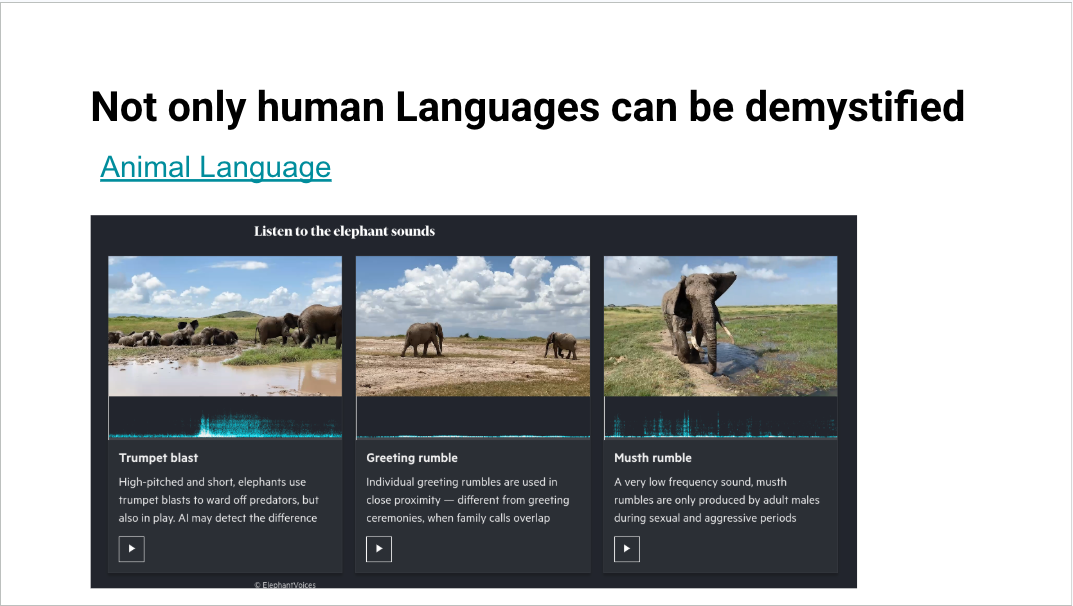 Not only human Languages can be demystified
Animal Language
Listen to the elephant sounds
Trumpet blast
High-pitched and short, elephants use
trumpet blasts to ward off predators, but
also in play. AI may detect the difference
Greeting rumble
Individual greeting rumbles are used in
close proximity — different from greeting
ceremonies, when family calls overlap
Musth rumble
A very low frequency sound, musth
rumbles are only produced by adult males
during sexual and aggressive periods
© ElephantVoices